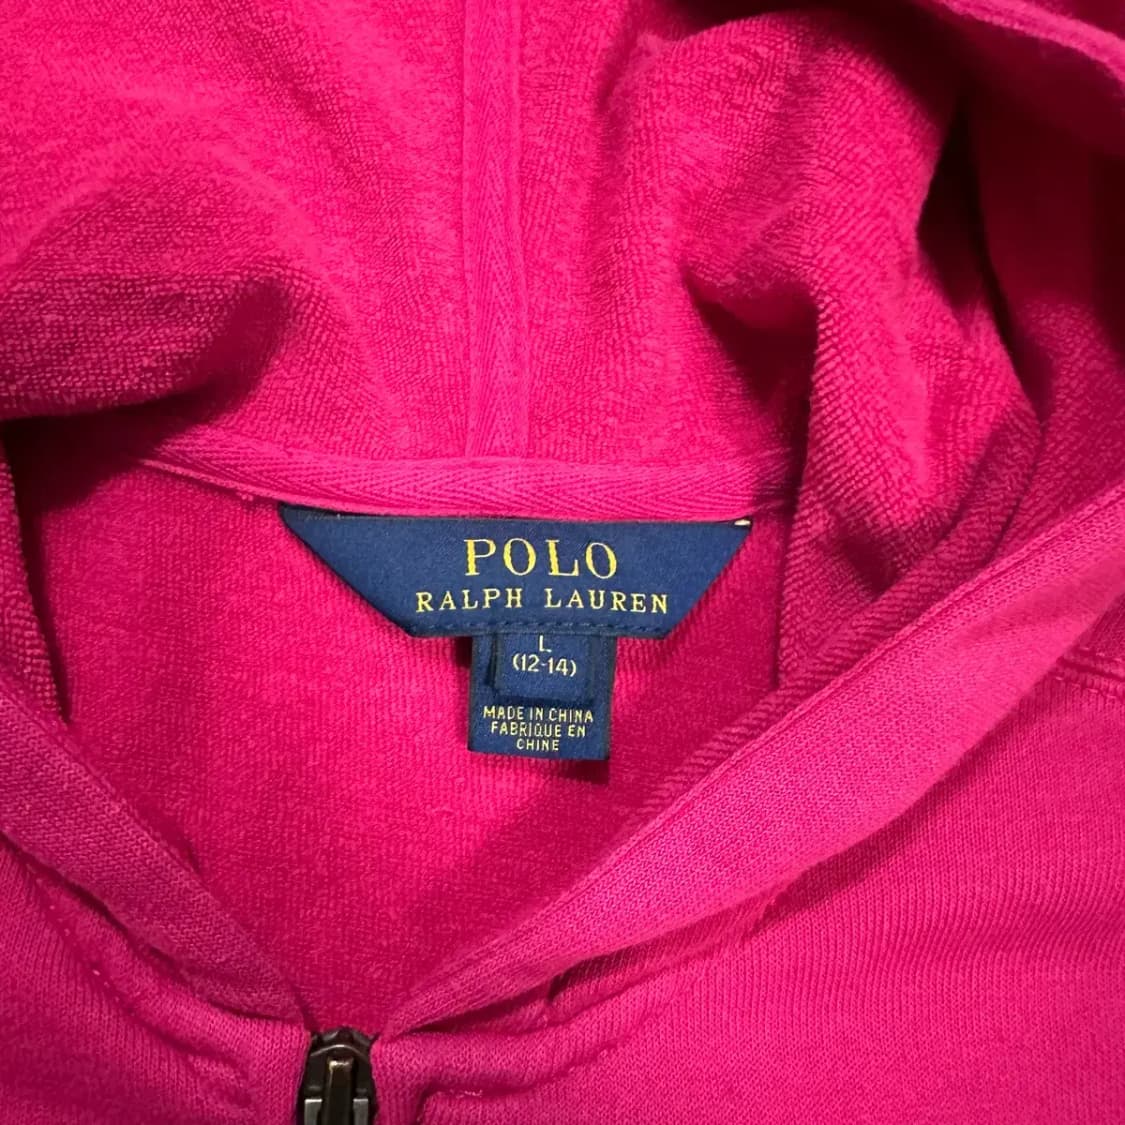 POLO
RALPH LAUREN
L
(12-14)
MADE IN CHINA
FABRIQUE EN
CHINE